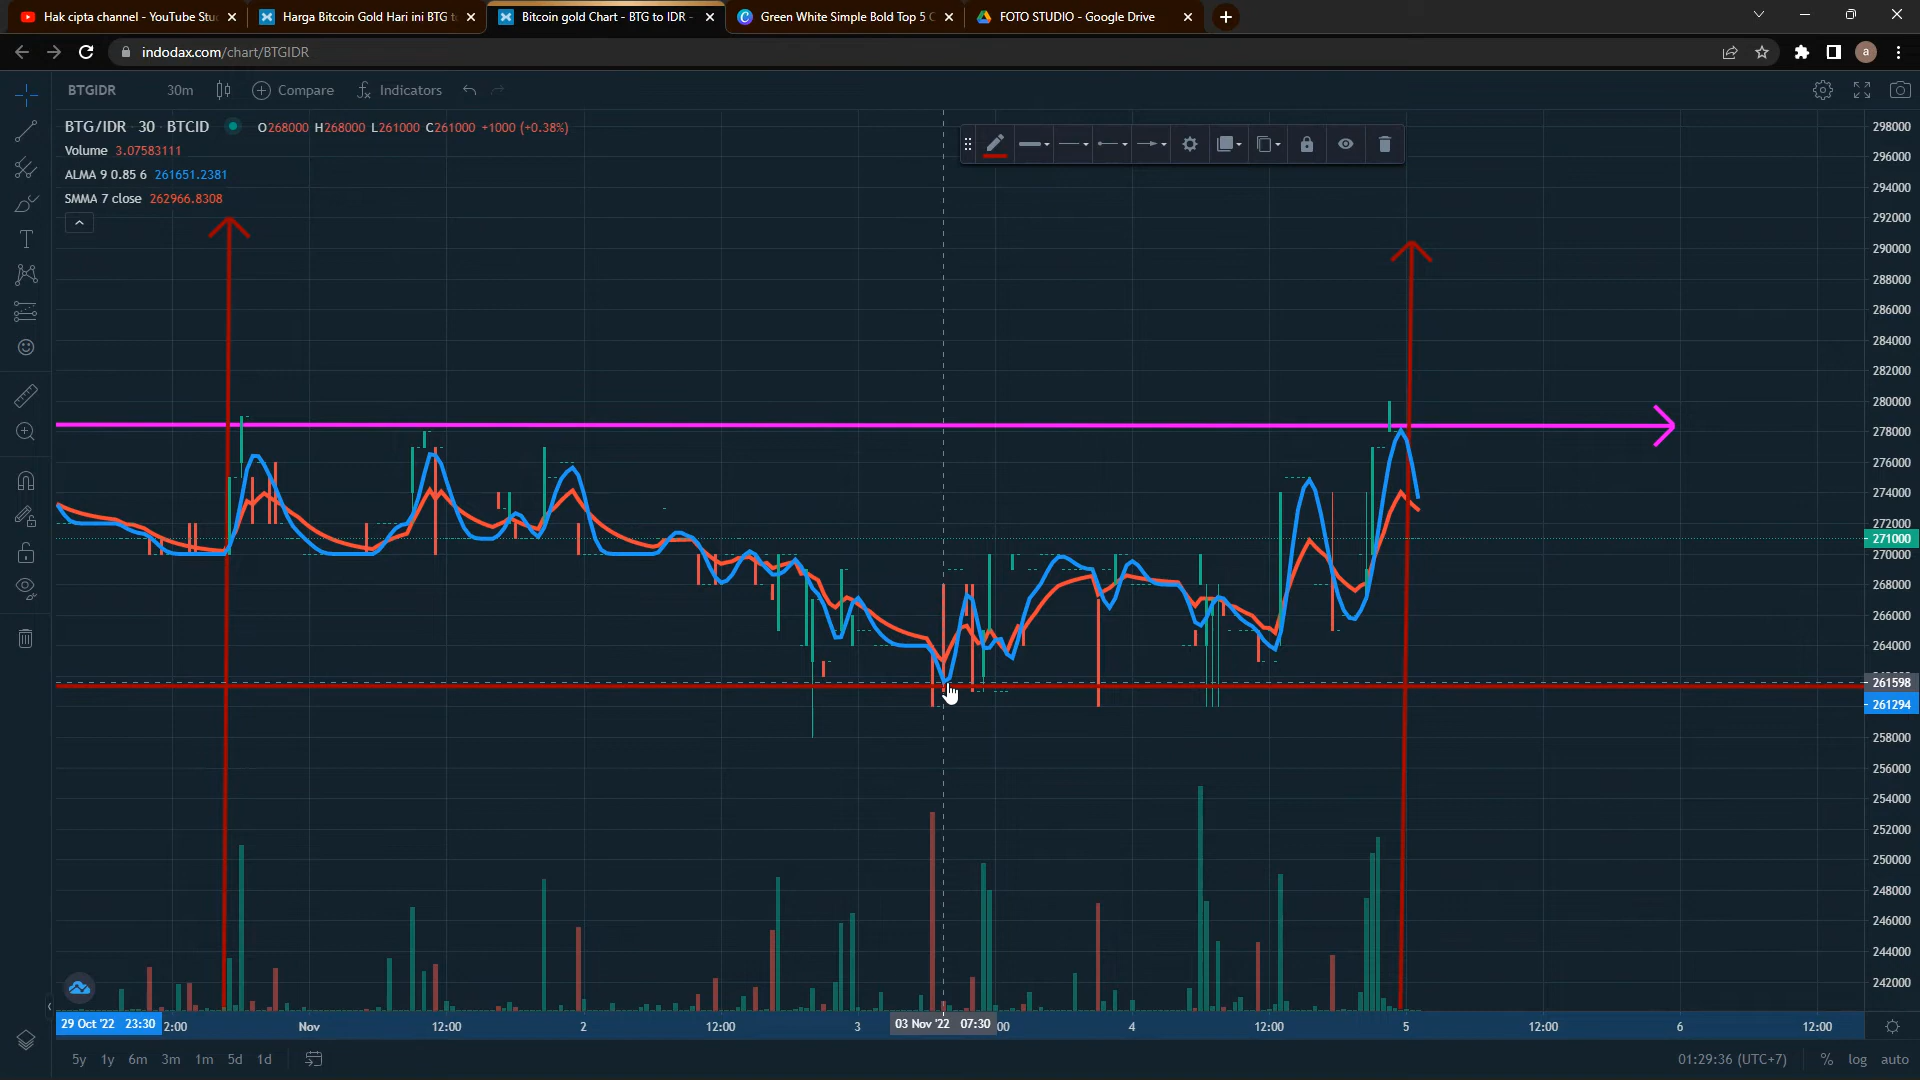 Hak cipta channel - YouTube Stu
Harga Bitcoin Gold Hari ini BTG to
Bitcoin gold Chart - BTG to IDR -
Green White Simple Bold Top 5 C
FOTO STUDIO - Google Drive
indodax.com/chart/BTGIDR
a
BTGIDR 30m Compare Indicators
BTG/IDR 30 BTCID O268000 H268000 L261000 C261000 +1000 (+0.38%)
Volume 3.07583111
ALMA 9 0.85 6 261651.2381
SMMA 7 close 262966.8308
298000
296000
294000
292000
290000
288000
286000
284000
282000
280000
278000
276000
274000
272000
271000
270000
268000
266000
264000
261598
261294
258000
256000
254000
252000
250000
248000
246000
244000
242000
29 Oct '22 23:30 2:00 Nov 12:00 2 12:00 3 03 Nov '22 07:30 :00 4 12:00 5 12:00 6 12:00
5y 1y 6m 3m 1m 5d 1d 01:29:36 (UTC+7) % log auto